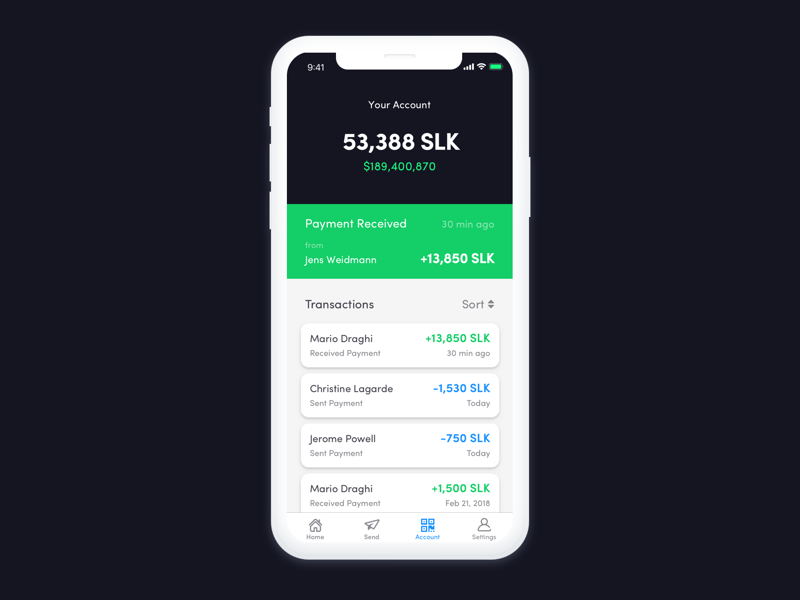 9:41
Your Account
53,388 SLK
$189,400,870
Payment Received 30 min ago
from
Jens Weidmann +13,850 SLK
Transactions Sort
Mario Draghi +13,850 SLK
Received Payment 30 min ago
Christine Lagarde -1,530 SLK
Sent Payment Today
Jerome Powell -750 SLK
Sent Payment Today
Mario Draghi +1,500 SLK
Received Payment Feb 21, 2018
Home Send Account Settings